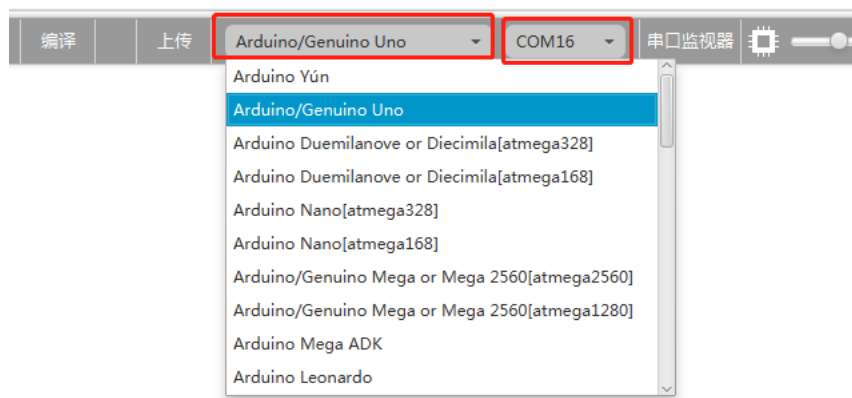 编译 上传 Arduino/Genuino Uno COM16 串口监视器
Arduino Yún
Arduino/Genuino Uno
Arduino Duemilanove or Diecimila[atmega328]
Arduino Duemilanove or Diecimila[atmega168]
Arduino Nano[atmega328]
Arduino Nano[atmega168]
Arduino/Genuino Mega or Mega 2560[atmega2560]
Arduino/Genuino Mega or Mega 2560[atmega1280]
Arduino Mega ADK
Arduino Leonardo